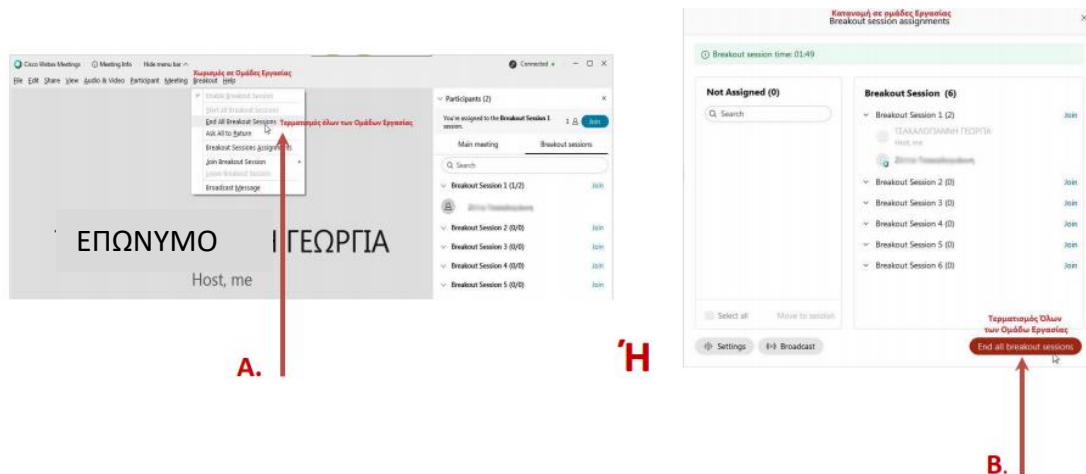 Cisco Webex Meetings Meeting Info Hide menu bar
Connected
Χωρισμός σε Ομάδες Εργασίας
File Edit Share View Audio & Video Participant Meeting Breakout Help
Enable Breakout Session
Start all Breakout Sessions
End All Breakout Sessions Τερματισμός όλων των Ομάδων Εργασίας
Ask All to Return
Breakout Sessions Assignments
Join Breakout Session
Leave Breakout Session
Broadcast Message
ΕΠΩΝΥΜΟ ΓΕΩΡΓΙΑ
Host, me
Participants (2)
You're assigned to the Breakout Session 1 session. 1 Join
Main meeting Breakout sessions
Search
Breakout Session 1 (1/2) Join
Breakout Session 2 (0/0) Join
Breakout Session 3 (0/0) Join
Breakout Session 4 (0/0) Join
Breakout Session 5 (0/0) Join
A.
Ή
Κατανομή σε ομάδες Εργασίας
Breakout session assignments
Breakout session time: 01:49
Not Assigned (0)
Search
Select all Move to session
Breakout Session (6)
Breakout Session 1 (2) Join
ΤΣΑΚΑΛΟΓΙΑΝΝΗ ΓΕΩΡΓΙΑ
Host, me
Breakout Session 2 (0) Join
Breakout Session 3 (0) Join
Breakout Session 4 (0) Join
Breakout Session 5 (0) Join
Breakout Session 6 (0) Join
Τερματισμός Όλων
των Ομάδω Εργασίας
Settings Broadcast End all breakout sessions
B.